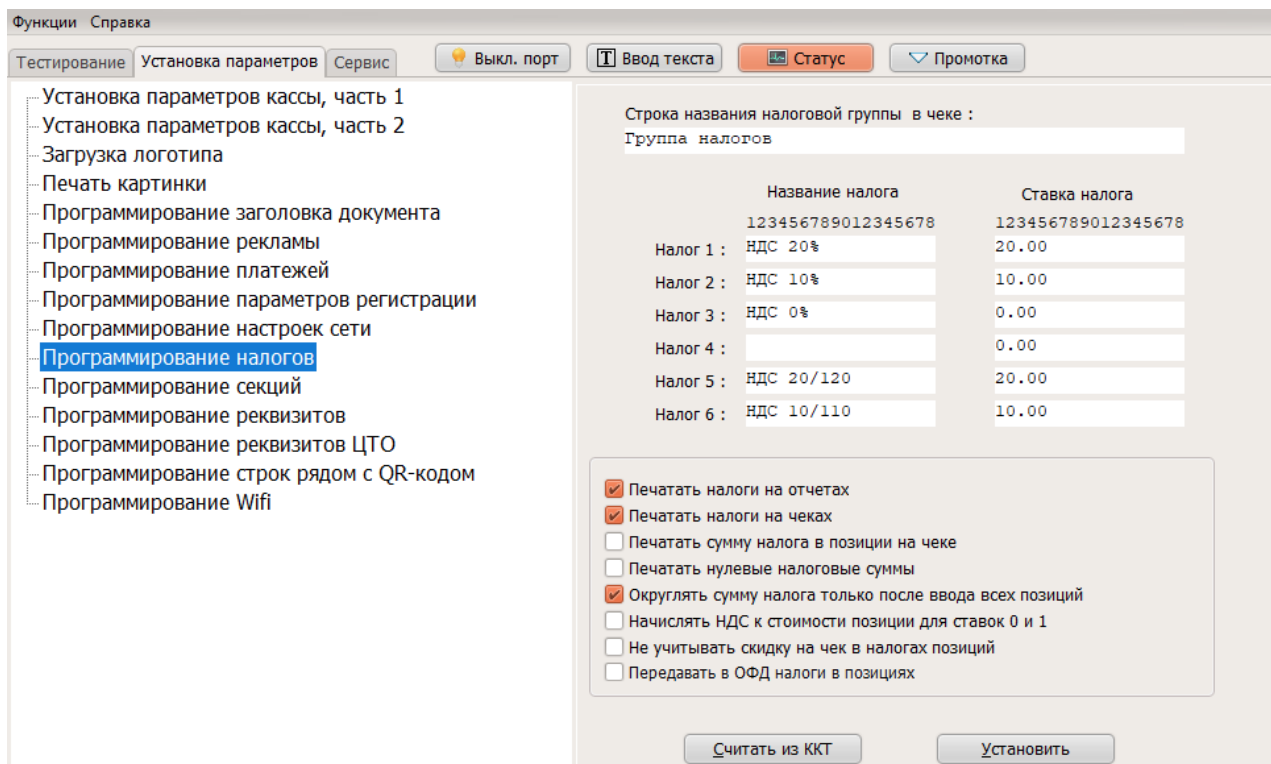 Функции Справка
Тестирование Установка параметров Сервис Выкл. порт T Ввод текста Статус Промотка
Установка параметров кассы, часть 1
Установка параметров кассы, часть 2
Загрузка логотипа
Печать картинки
Программирование заголовка документа
Программирование рекламы
Программирование платежей
Программирование параметров регистрации
Программирование настроек сети
Программирование налогов
Программирование секций
Программирование реквизитов
Программирование реквизитов ЦТО
Программирование строк рядом с QR-кодом
Программирование Wifi
Строка названия налоговой группы в чеке :
Группа налогов
Название налога Ставка налога
123456789012345678 123456789012345678
Налог 1 : НДС 20% 20.00
Налог 2 : НДС 10% 10.00
Налог 3 : НДС 0% 0.00
Налог 4 : 0.00
Налог 5 : НДС 20/120 20.00
Налог 6 : НДС 10/110 10.00
Печатать налоги на отчетах
Печатать налоги на чеках
Печатать сумму налога в позиции на чеке
Печатать нулевые налоговые суммы
Округлять сумму налога только после ввода всех позиций
Начислять НДС к стоимости позиции для ставок 0 и 1
Не учитывать скидку на чек в налогах позиций
Передавать в ОФД налоги в позициях
Считать из ККТ Установить